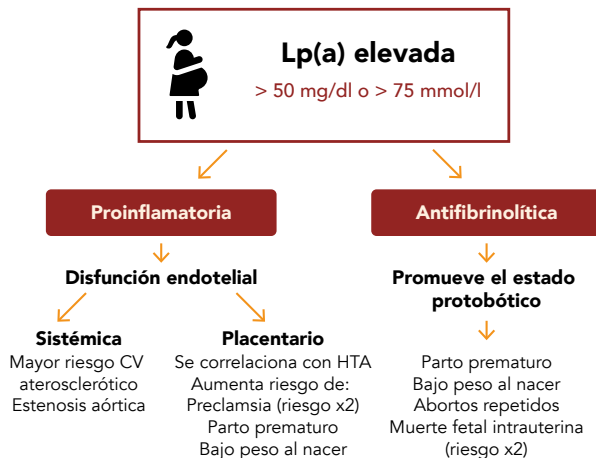 Lp(a) elevada
> 50 mg/dl o > 75 mmol/l
Proinflamatoria
Antifibrinolítica
Disfunción endotelial
Promueve el estado
protobótico
Sistémica
Mayor riesgo CV
aterosclerótico
Estenosis aórtica
Placentario
Se correlaciona con HTA
Aumenta riesgo de:
Preclamsia (riesgo x2)
Parto prematuro
Bajo peso al nacer
Parto prematuro
Bajo peso al nacer
Abortos repetidos
Muerte fetal intrauterina
(riesgo x2)